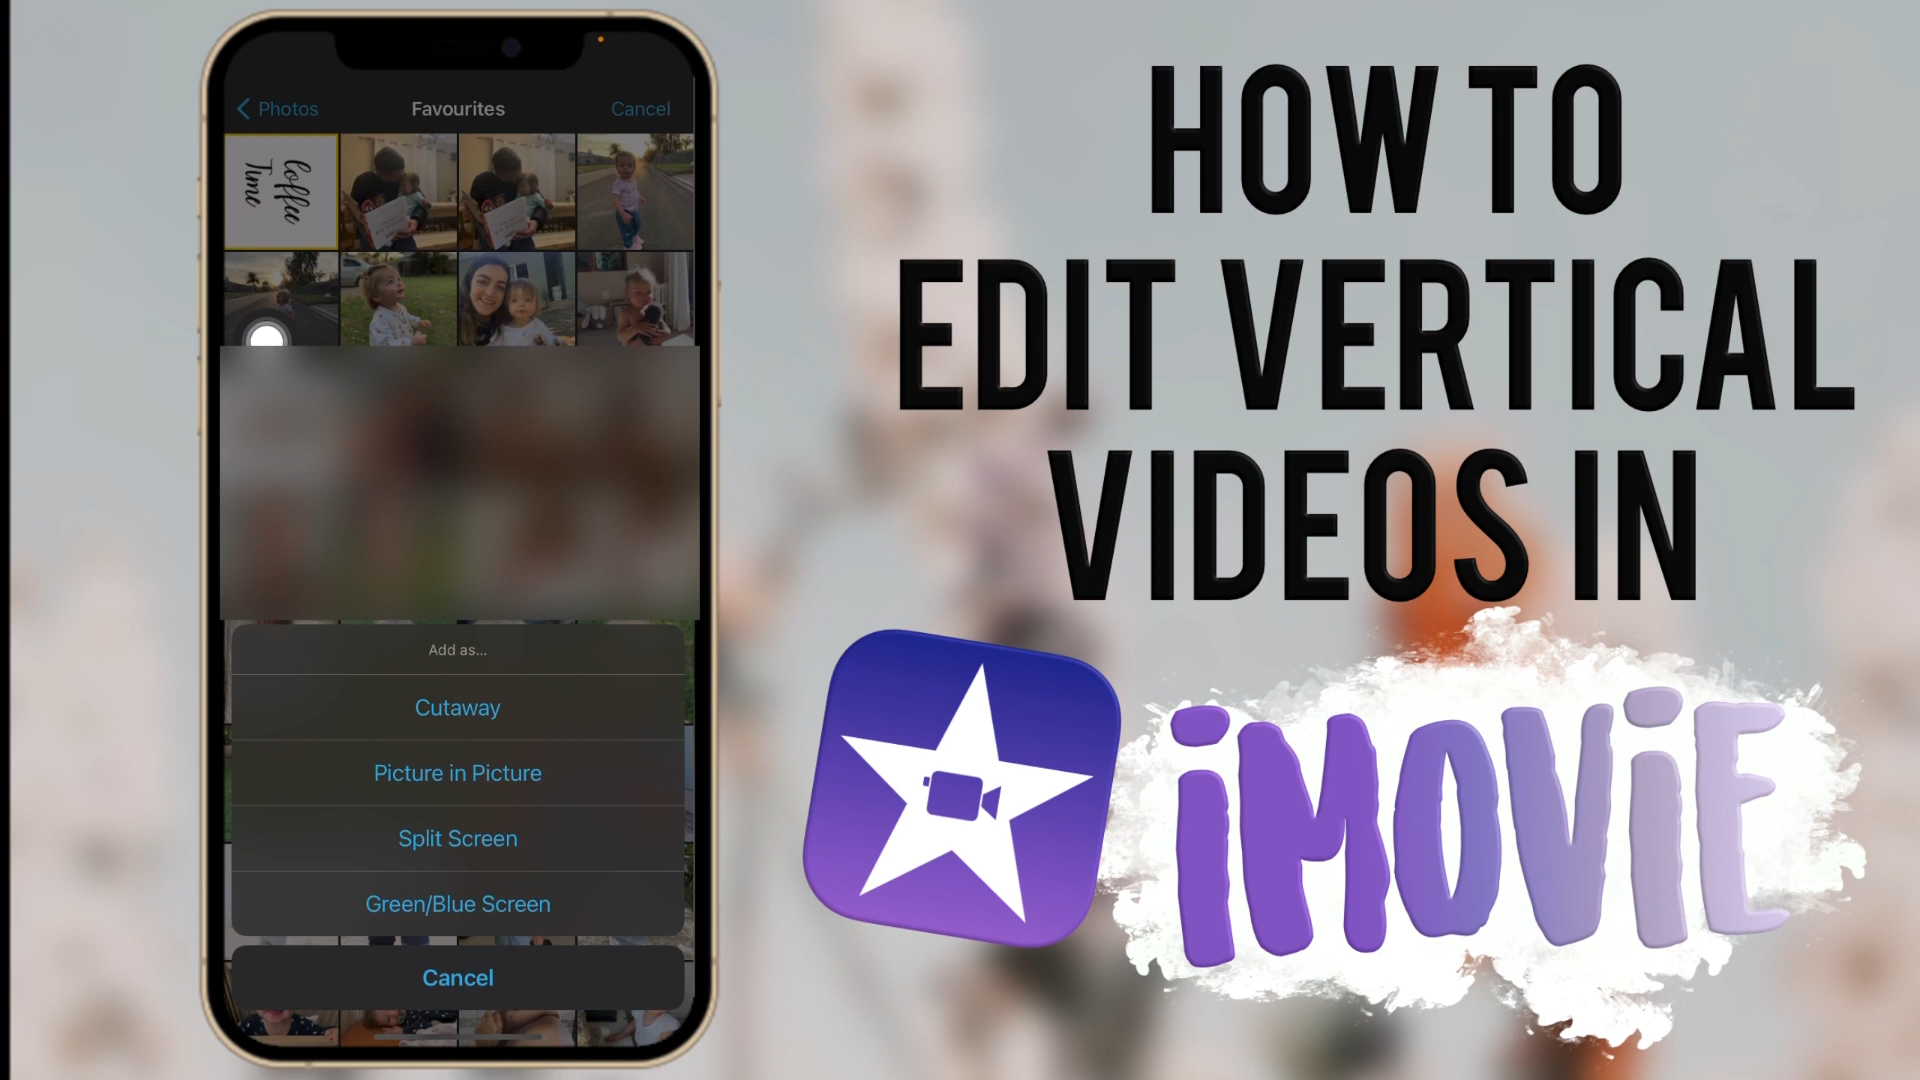 Photos
Favourites
Cancel
Coffee
Time
Add as...
Cutaway
Picture in Picture
Split Screen
Green/Blue Screen
Cancel
HOW TO
EDIT VERTICAL
VIDEOS IN
iMOViE